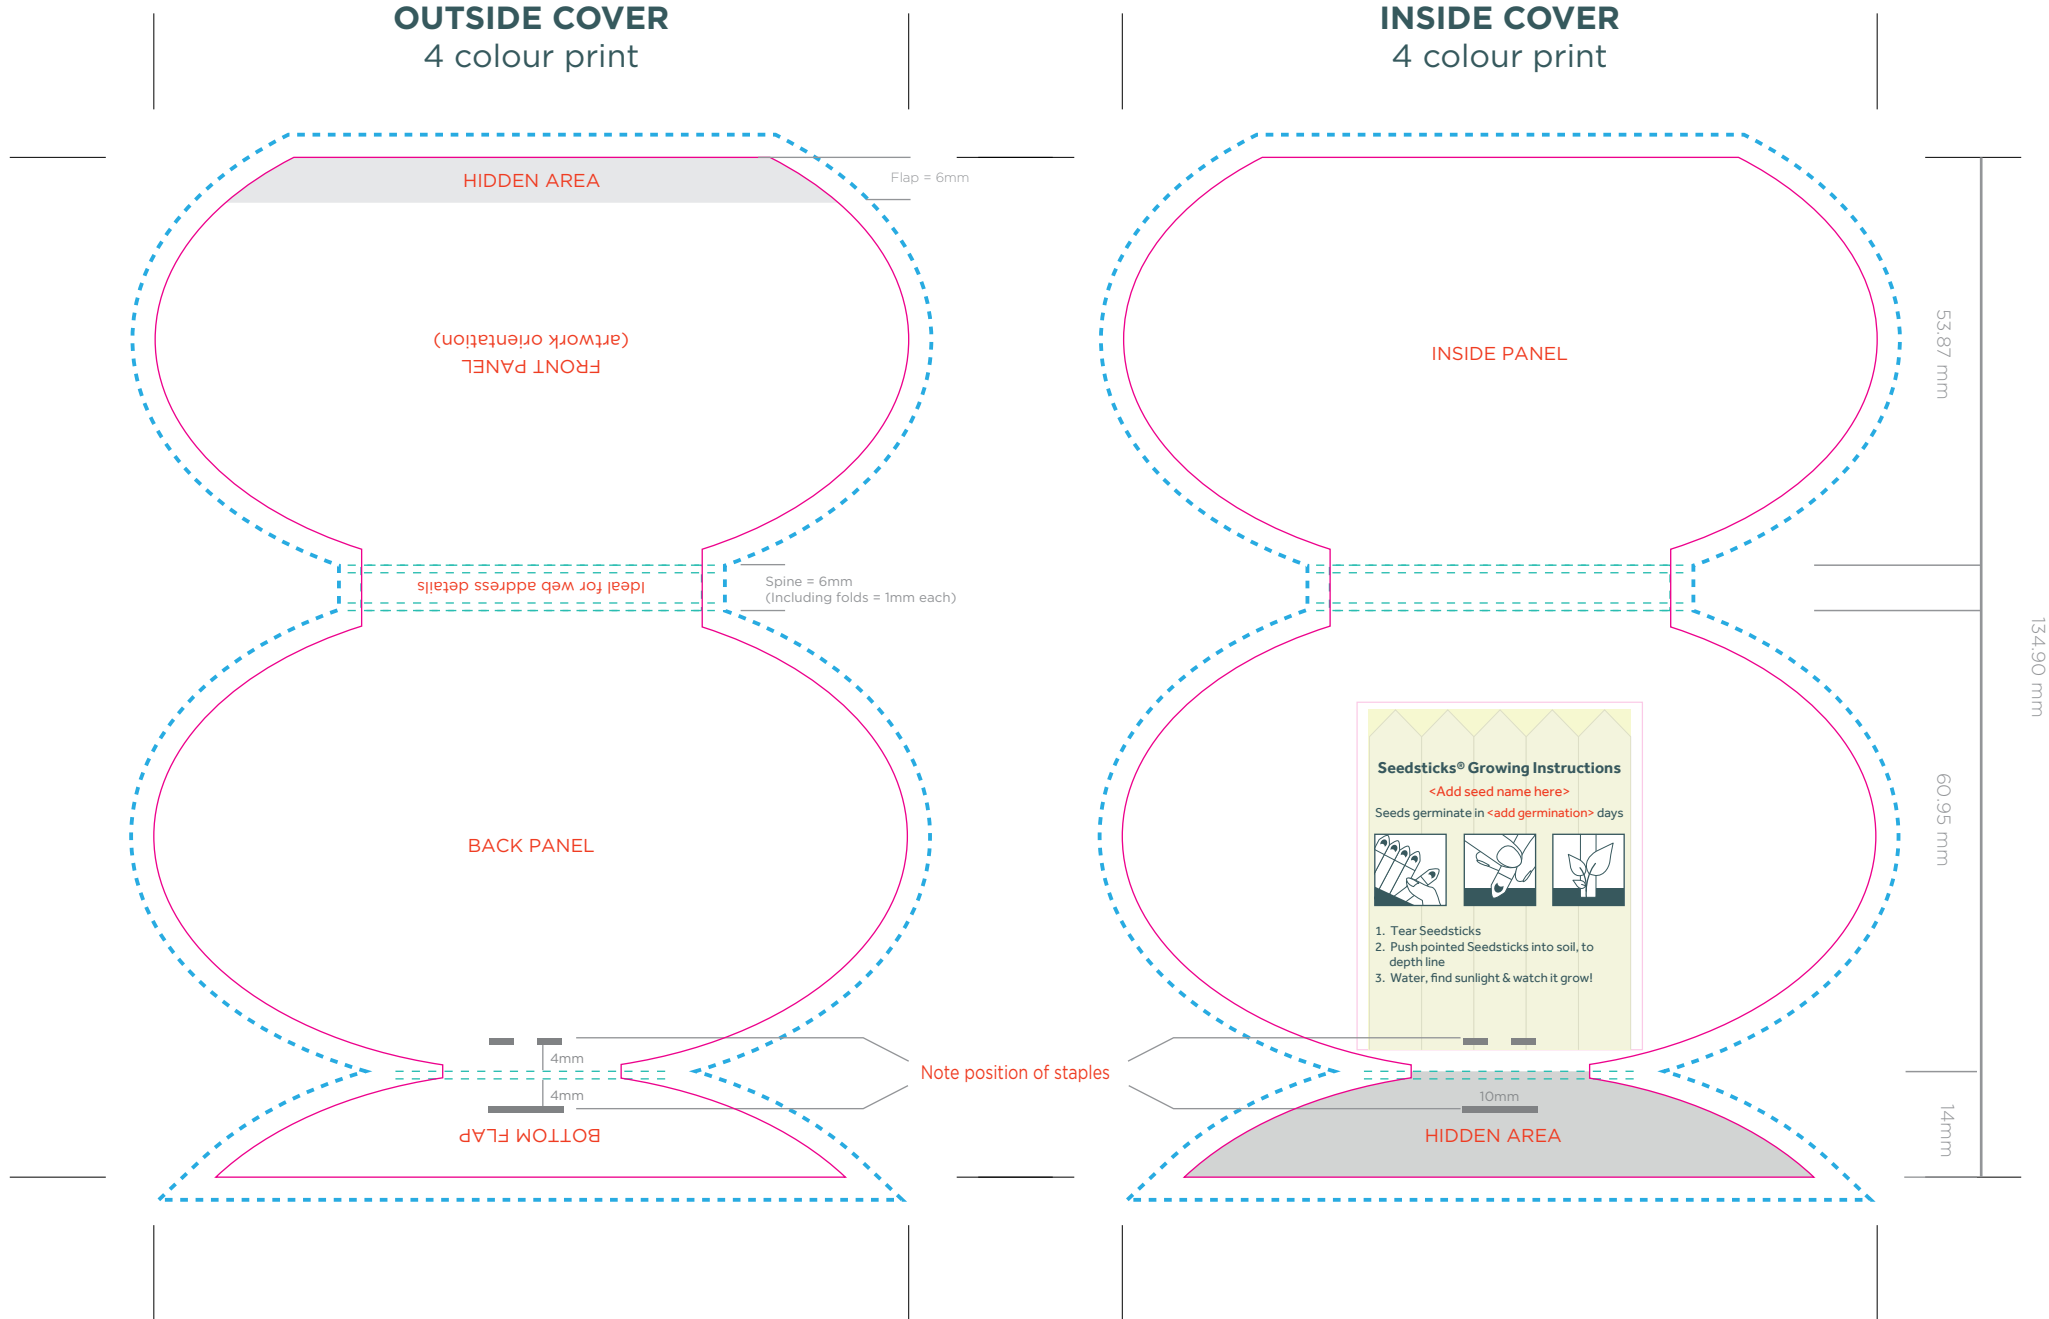 OUTSIDE COVER
4 colour print
HIDDEN AREA
Flap = 6mm
FRONT PANEL
(artwork orientation)
Ideal for web address details
Spine = 6mm
(Including folds = 1mm each)
BACK PANEL
4mm
4mm
BOTTOM FLAP
Note position of staples
INSIDE COVER
4 colour print
INSIDE PANEL
Seedsticks® Growing Instructions
<Add seed name here>
Seeds germinate in <add germination> days
1. Tear Seedsticks
2. Push pointed Seedsticks into soil, to
depth line
3. Water, find sunlight & watch it grow!
10mm
HIDDEN AREA
53.87 mm
60.95 mm
14mm
134.90 mm